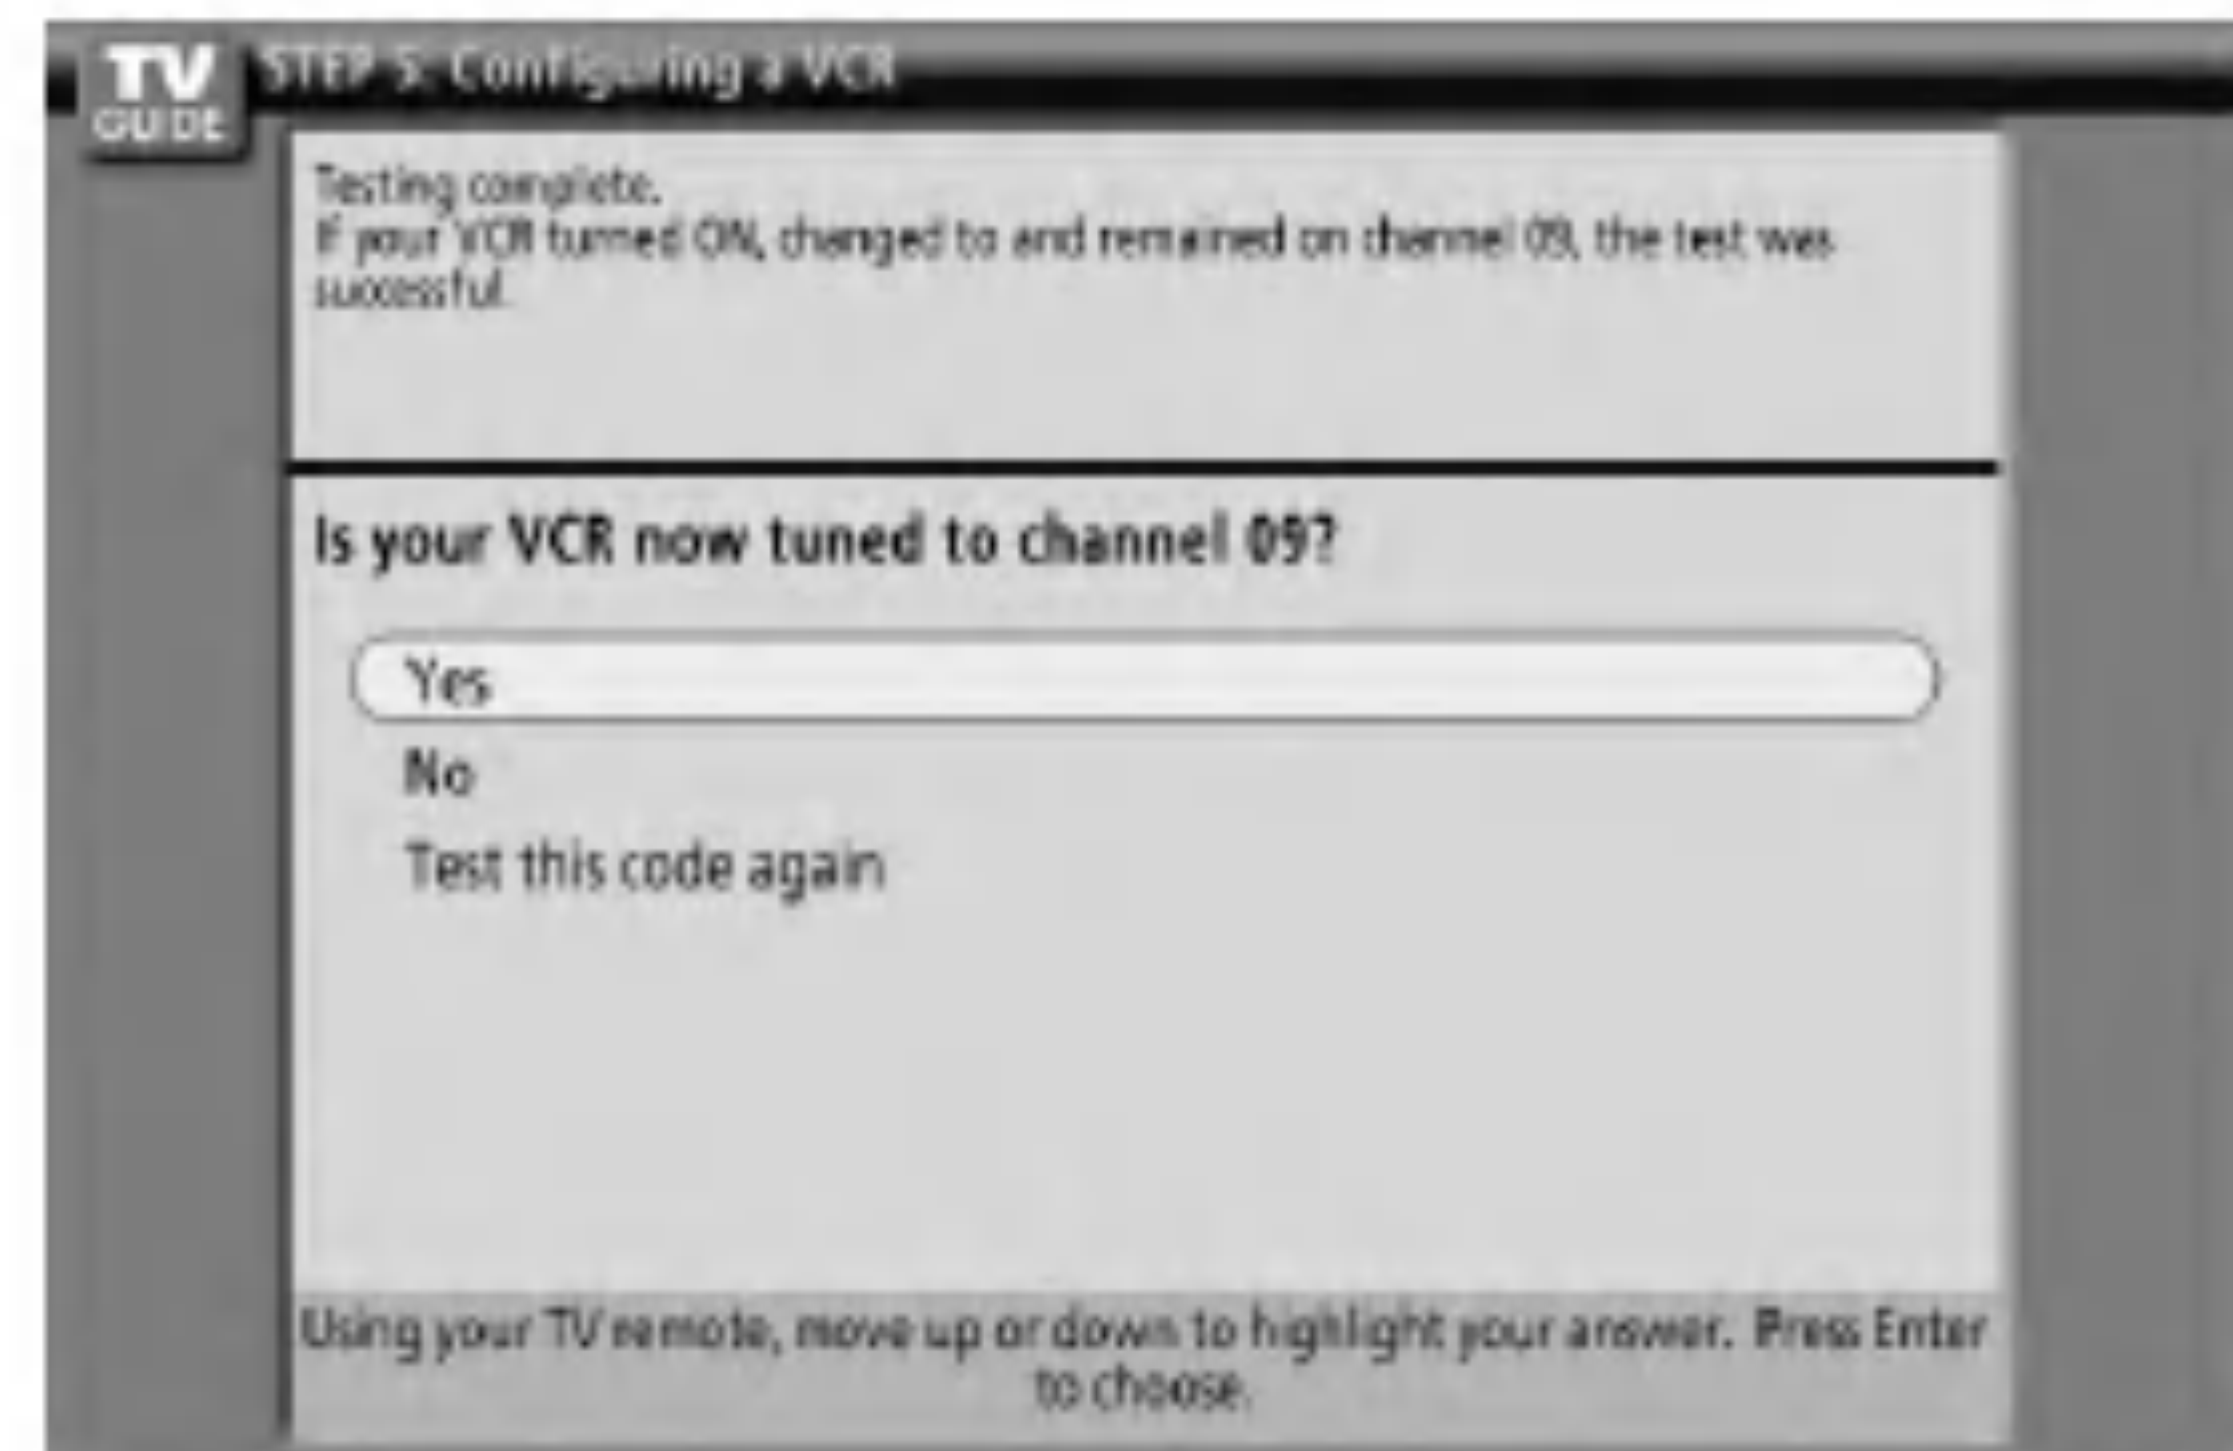 TV
GUIDE
STEP 5: Configuring a VCR
Testing complete.
If your VCR turned ON, changed to and remained on channel 09, the test was
successful.
Is your VCR now tuned to channel 09?
Yes
No
Test this code again
Using your TV remote, move up or down to highlight your answer. Press Enter
to choose.